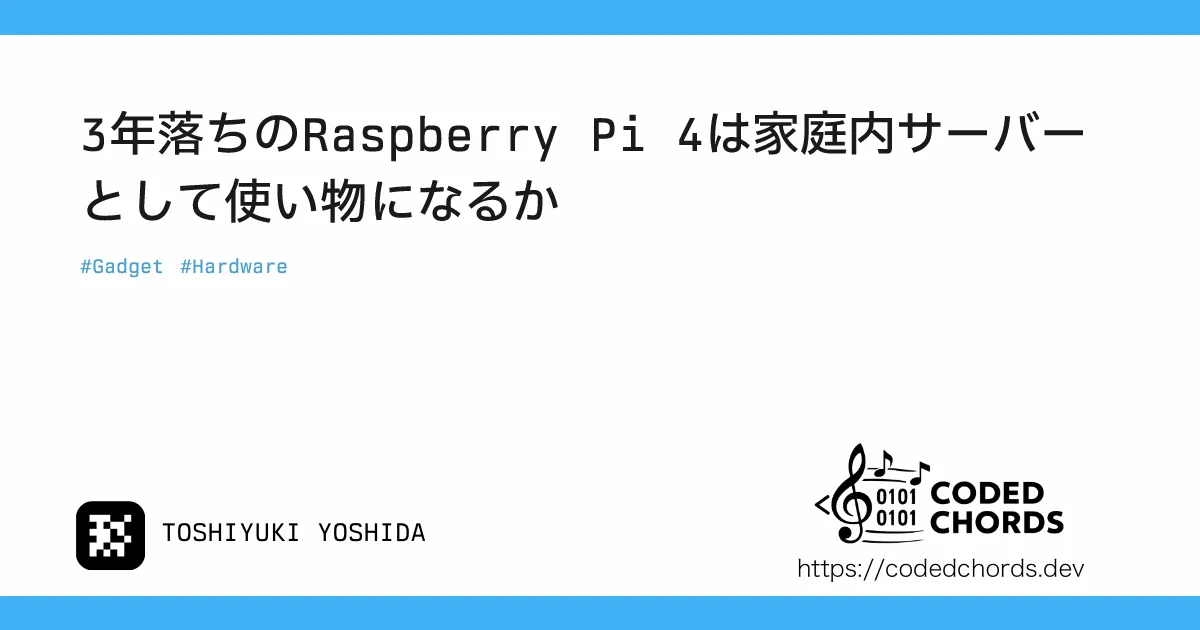 3年落ちのRaspberry Pi 4は家庭内サーバー
として使い物になるか
#Gadget #Hardware
TOSHIYUKI YOSHIDA
0101
0101
CODED
CHORDS
https://codedchords.dev